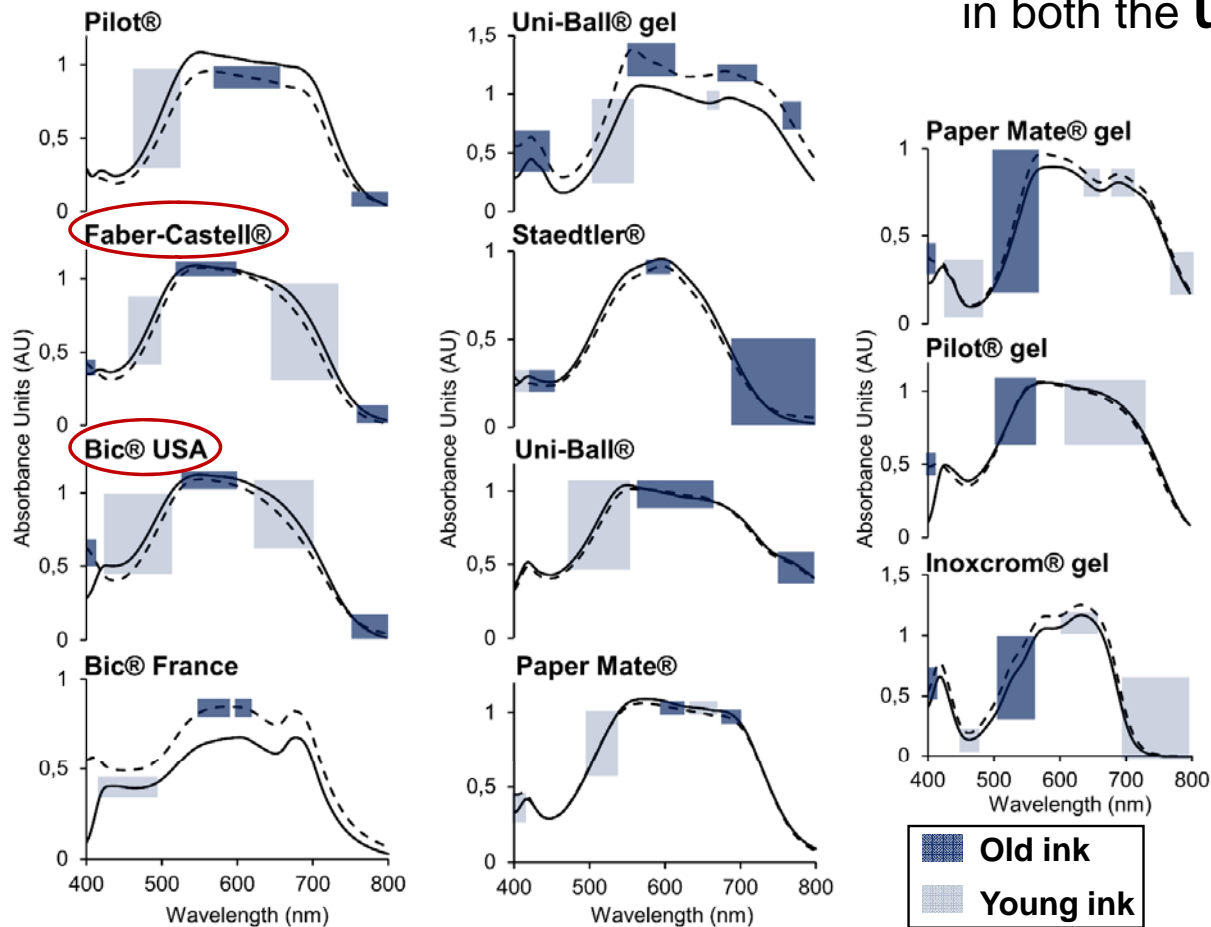 in both the
Pilot®
1
0,5
0
Faber-Castell®
1
0,5
0
Bic® USA
1
0,5
0
Bic® France
1
0,5
0
400 500 600 700 800
Wavelength (nm)
Absorbance Units (AU)
Uni-Ball® gel
1,5
1
0,5
0
Staedtler®
1
0,5
0
Uni-Ball®
1
0,5
0
Paper Mate®
1
0,5
0
400 500 600 700 800
Wavelength (nm)
Absorbance Units (AU)
Paper Mate® gel
1
0,5
0
Pilot® gel
1
0,5
0
Inoxcrom® gel
1,5
1
0,5
0
400 500 600 700 800
Wavelength (nm)
Absorbance Units (AU)
Old ink
Young ink